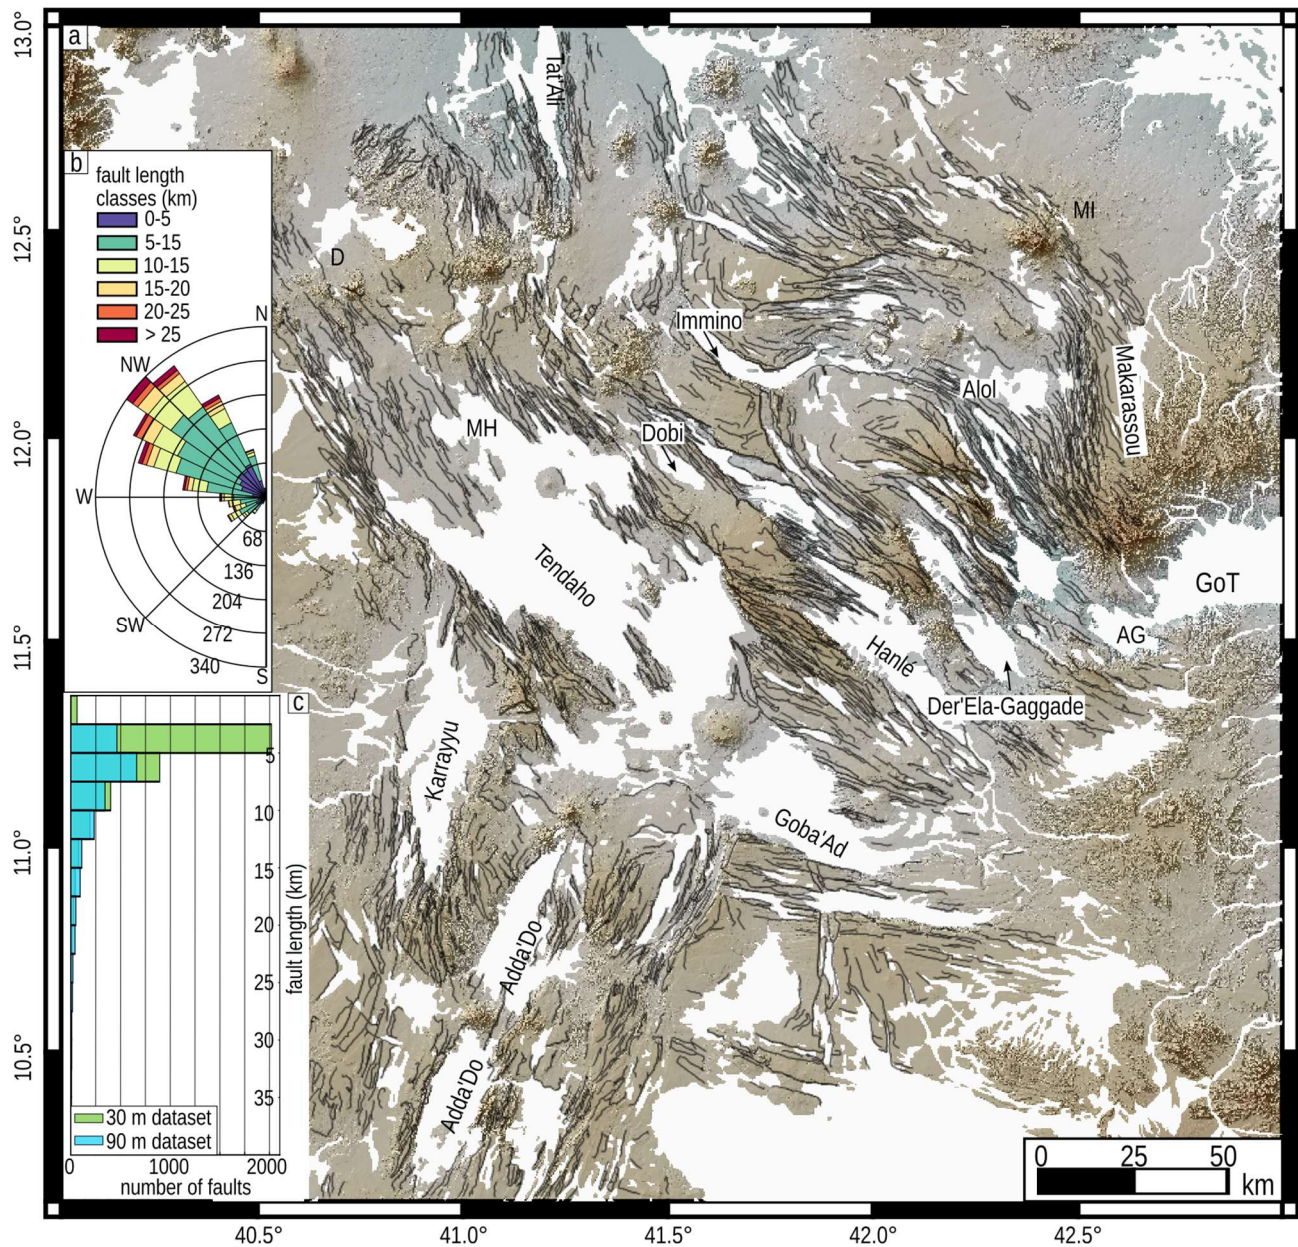 13.0°
12.5°
12.0°
11.5°
11.0°
10.5°
a
Tat'Ali
MI
D
Immino
Makarassou
Alol
MH
Dobi
Tendaho
GoT
AG
Hanlé
Der'Ela-Gaggade
Karrayyu
Goba'Ad
Adda'Do
Adda'Do
b
fault length
classes (km)
0-5
5-15
10-15
15-20
20-25
> 25
N
NW
W
SW
S
68
136
204
272
340
c
5
10
15
20
25
30
35
fault length (km)
30 m dataset
90 m dataset
0 1000 2000
number of faults
0 25 50
km
40.5° 41.0° 41.5° 42.0° 42.5°